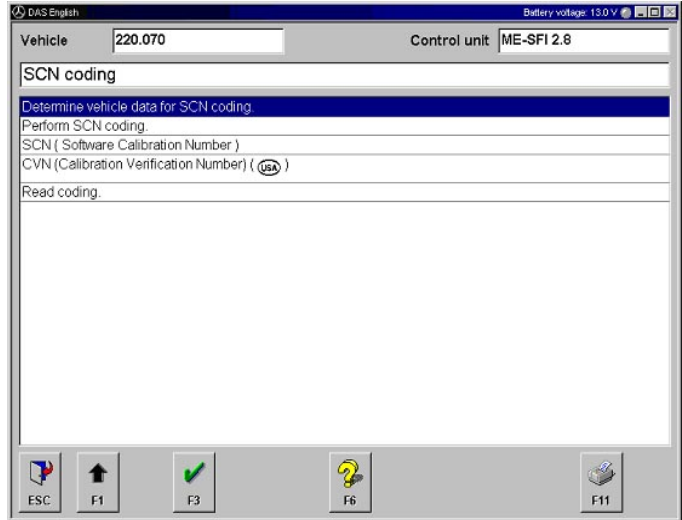 DAS English
Battery voltage: 13.0 V
Vehicle 220.070 Control unit ME-SFI 2.8
SCN coding
Determine vehicle data for SCN coding.
Perform SCN coding.
SCN ( Software Calibration Number )
CVN (Calibration Verification Number) ( USA )
Read coding.
ESC F1 F3 F6 F11